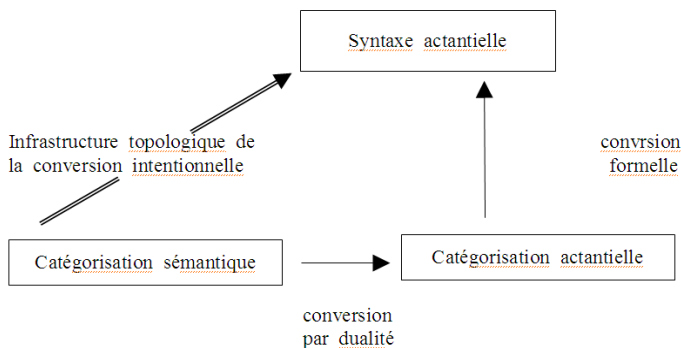 Syntaxe actantielle
Infrastructure topologique de
la conversion intentionnelle
convrsion
formelle
Catégorisation sémantique
Catégorisation actantielle
conversion
par dualité